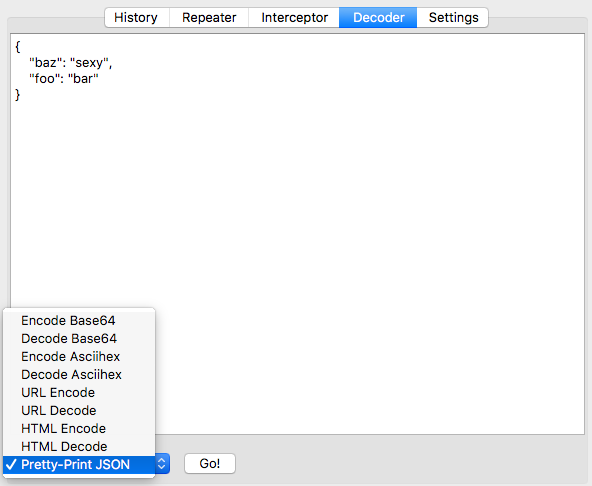 History Repeater Interceptor Decoder Settings
{
    "baz": "sexy",
    "foo": "bar"
}
Encode Base64
Decode Base64
Encode Asciihex
Decode Asciihex
URL Encode
URL Decode
HTML Encode
HTML Decode
✓ Pretty-Print JSON Go!